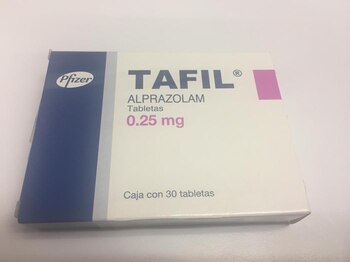 Pfizer
TAFIL®
ALPRAZOLAM
Tabletas
0.25 mg
Caja con 30 tabletas